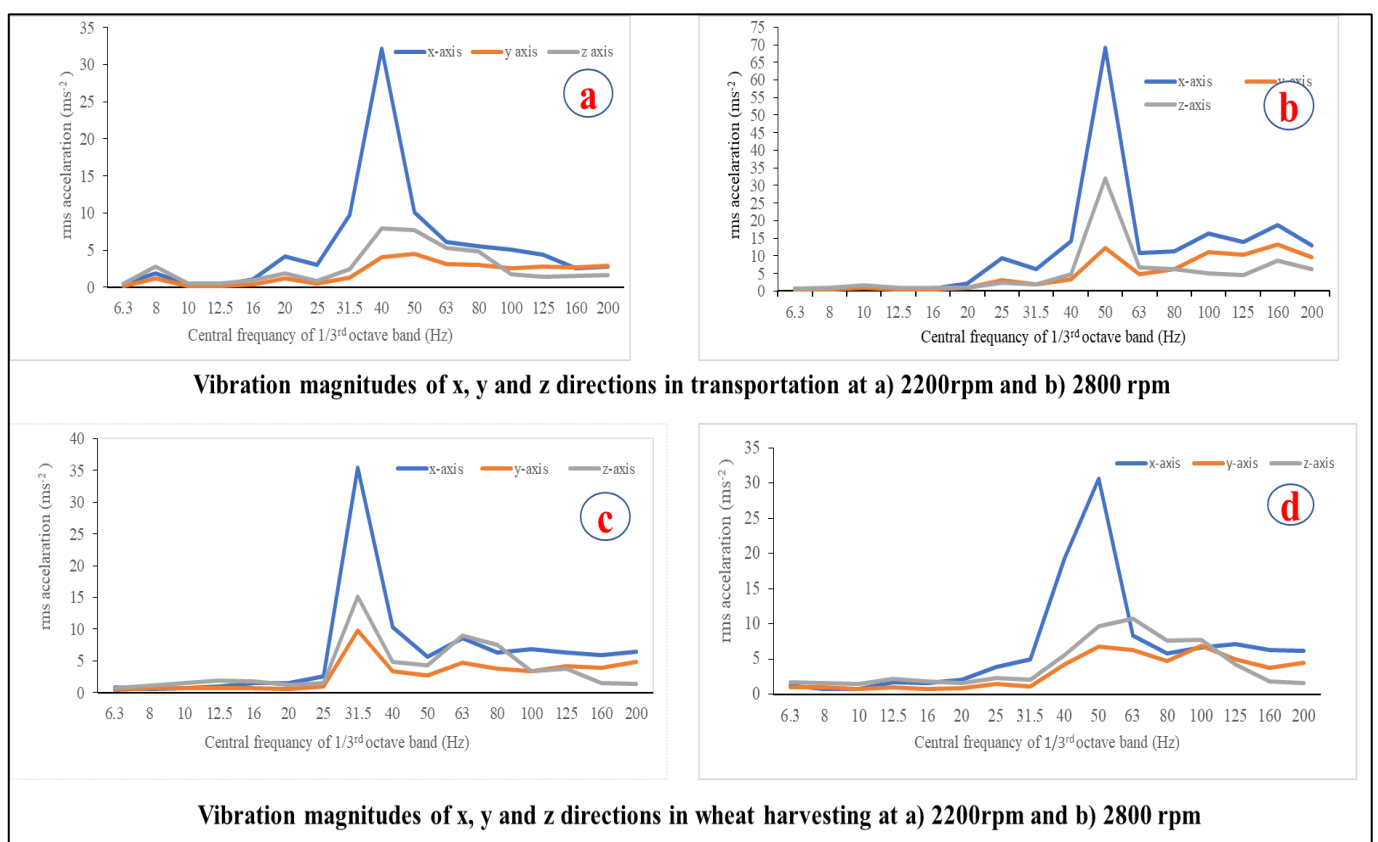 35
30
25
20
15
10
5
0
rms accelaration (ms-2 )
x-axis y axis z axis
a
6.3 8 10 12.5 16 20 25 31.5 40 50 63 80 100 125 160 200
Central frequancy of 1/3rd octave band (Hz)
75
70
65
60
55
50
45
40
35
30
25
20
15
10
5
0
rms accelaration (ms-2 )
x-axis y-axis
z-axis
b
6.3 8 10 12.5 16 20 25 31.5 40 50 63 80 100 125 160 200
Central frequancy of 1/3rd octave band (Hz)
Vibration magnitudes of x, y and z directions in transportation at a) 2200rpm and b) 2800 rpm
40
35
30
25
20
15
10
5
0
rms accelaration (ms-2 )
x-axis y-axis z-axis
c
6.3 8 10 12.5 16 20 25 31.5 40 50 63 80 100 125 160 200
Central frequancy of 1/3rd octave band (Hz)
35
30
25
20
15
10
5
0
rms accelaration (ms-2 )
x-axis y-axis z-axis
d
6.3 8 10 12.5 16 20 25 31.5 40 50 63 80 100 125 160 200
Central frequancy of 1/3rd octave band (Hz)
Vibration magnitudes of x, y and z directions in wheat harvesting at a) 2200rpm and b) 2800 rpm